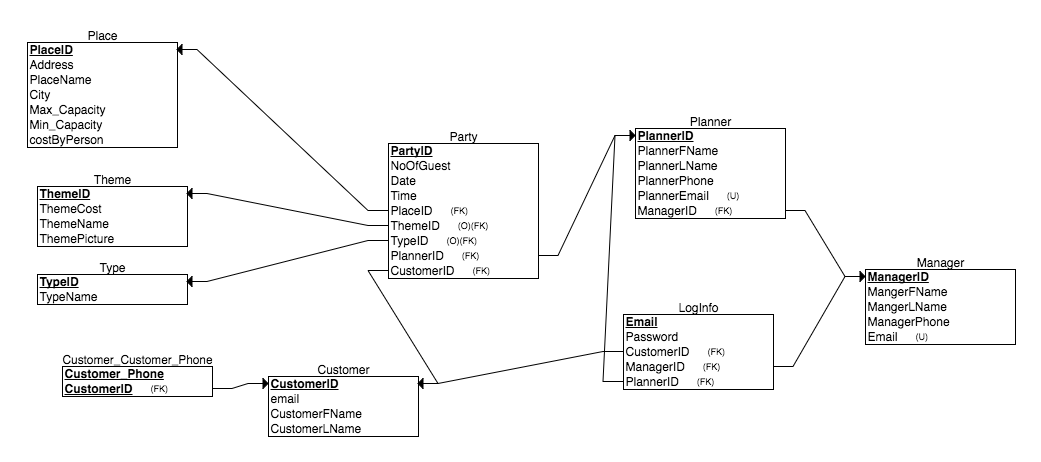 Place
PlaceID
Address
PlaceName
City
Max_Capacity
Min_Capacity
costByPerson
Theme
ThemeID
ThemeCost
ThemeName
ThemePicture
Type
TypeID
TypeName
Customer_Customer_Phone
Customer_Phone
CustomerID (FK)
Customer
CustomerID
email
CustomerFName
CustomerLName
Party
PartyID
NoOfGuest
Date
Time
PlaceID (FK)
ThemeID (O)(FK)
TypeID (O)(FK)
PlannerID (FK)
CustomerID (FK)
Planner
PlannerID
PlannerFName
PlannerLName
PlannerPhone
PlannerEmail (U)
ManagerID (FK)
LogInfo
Email
Password
CustomerID (FK)
ManagerID (FK)
PlannerID (FK)
Manager
ManagerID
MangerFName
MangerLName
ManagerPhone
Email (U)